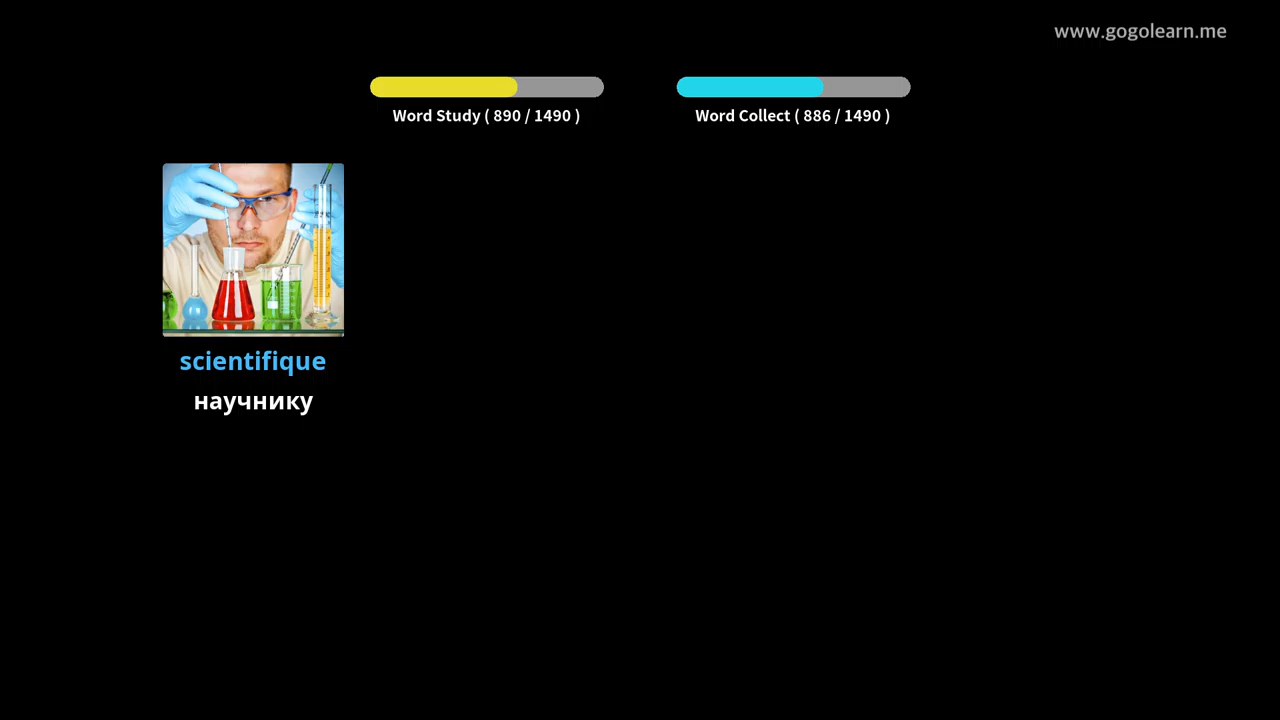 www.gogolearn.me
Word Study ( 890 / 1490 )
Word Collect ( 886 / 1490 )
scientifique
научнику